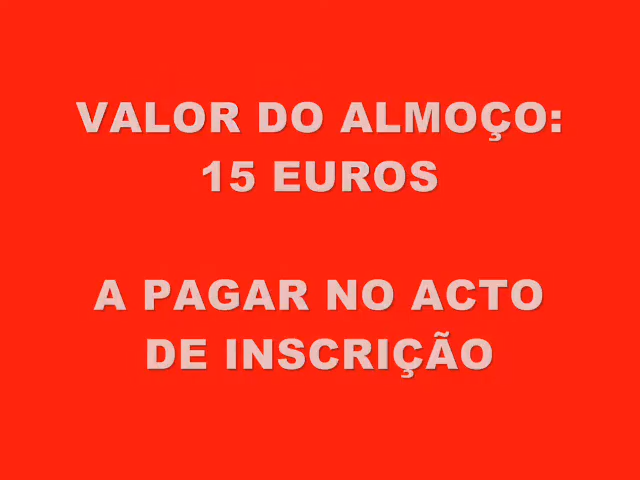 VALOR DO ALMOÇO:
15 EUROS
A PAGAR NO ACTO
DE INSCRIÇÃO